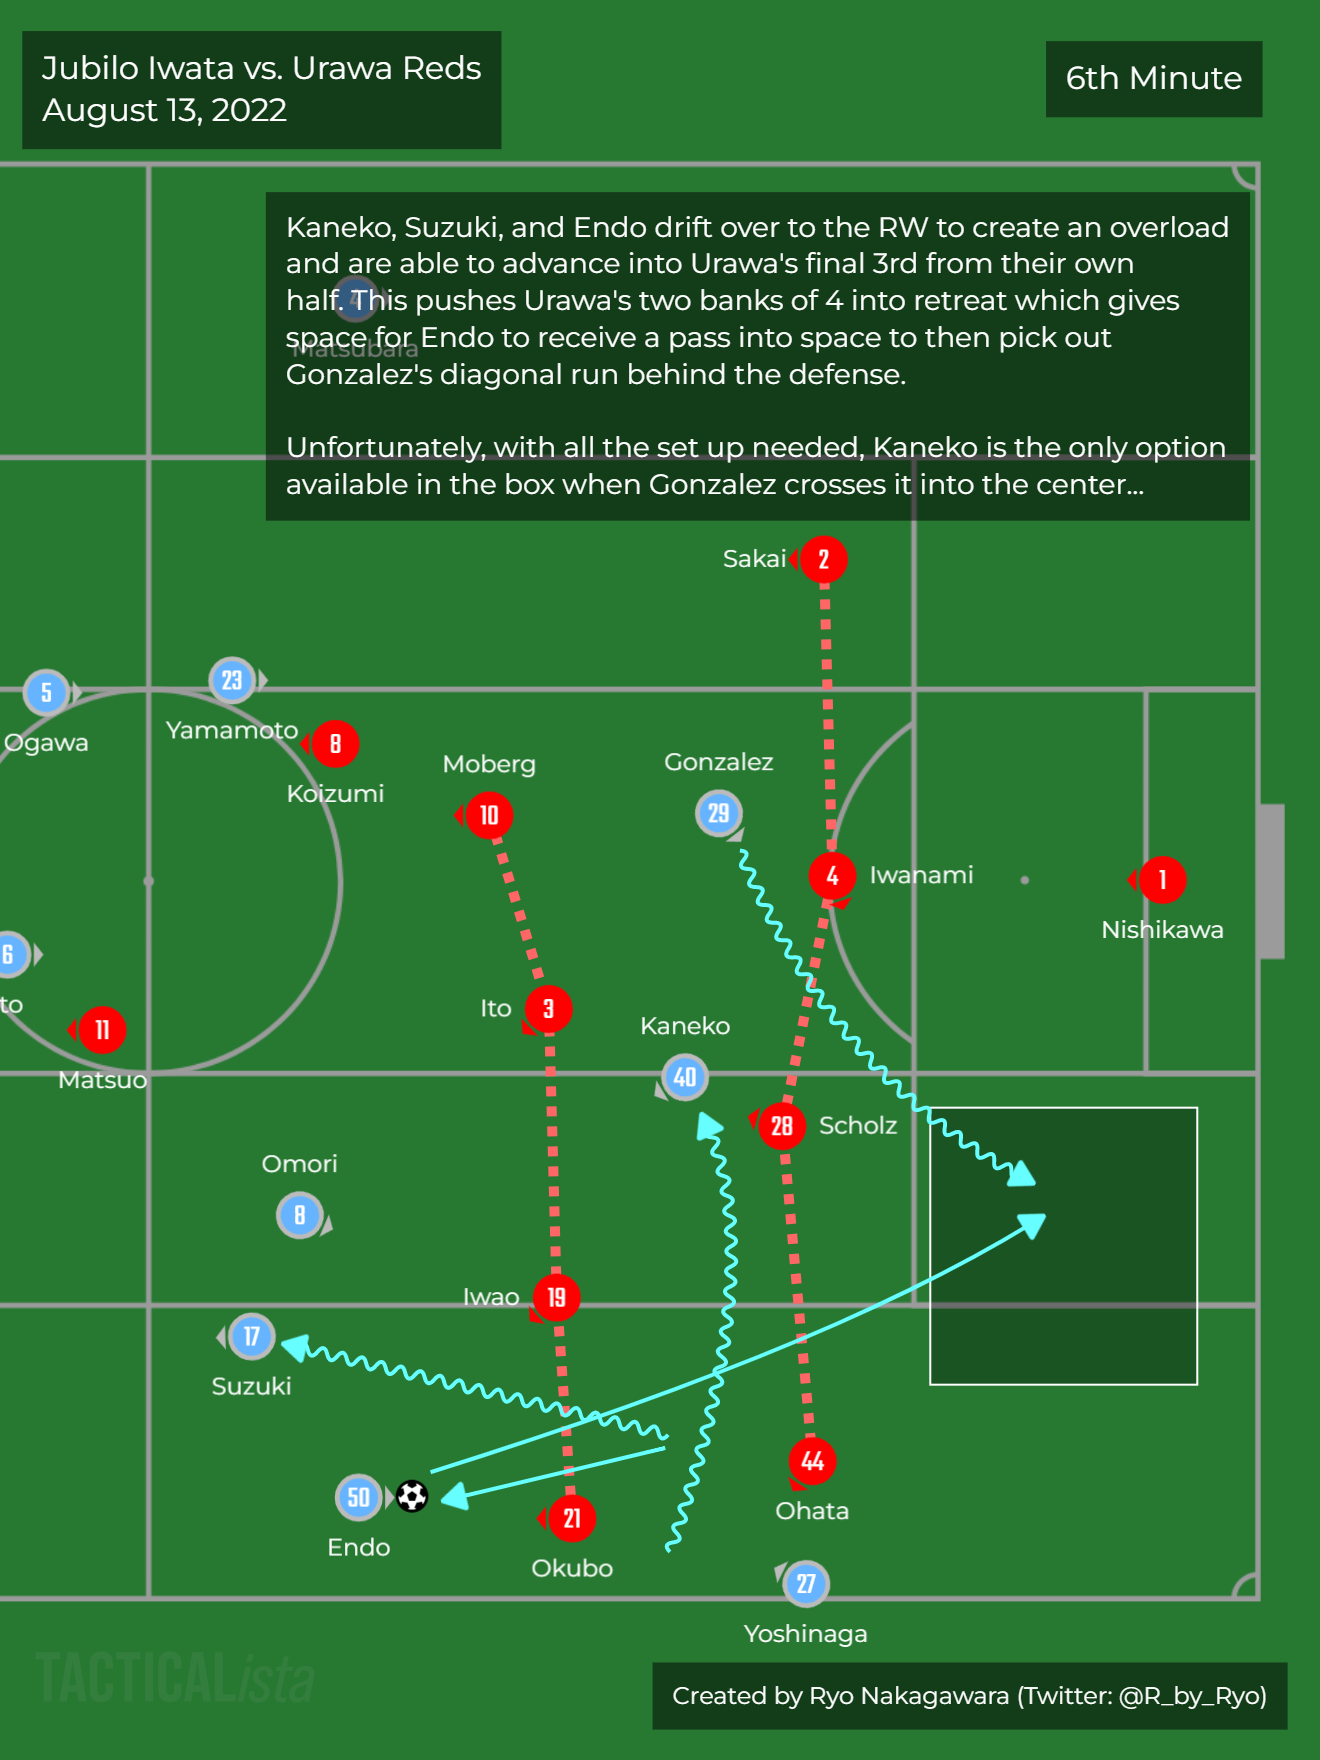 Jubilo Iwata vs. Urawa Reds
August 13, 2022
6th Minute
Kaneko, Suzuki, and Endo drift over to the RW to create an overload
and are able to advance into Urawa's final 3rd from their own
half. This pushes Urawa's two banks of 4 into retreat which gives
space for Endo to receive a pass into space to then pick out
Gonzalez's diagonal run behind the defense.
Unfortunately, with all the set up needed, Kaneko is the only option
available in the box when Gonzalez crosses it into the center...
4
Matsubara
Sakai
2
5
Ogawa
23
Yamamoto
8
Koizumi
Moberg
10
Gonzalez
29
4
Iwanami
1
Nishikawa
6
to
11
Matsuo
Ito
3
Kaneko
40
28
Scholz
Omori
8
Iwao
19
17
Suzuki
44
Ohata
50
Endo
21
Okubo
27
Yoshinaga
TACTICALista
Created by Ryo Nakagawara (Twitter: @R_by_Ryo)